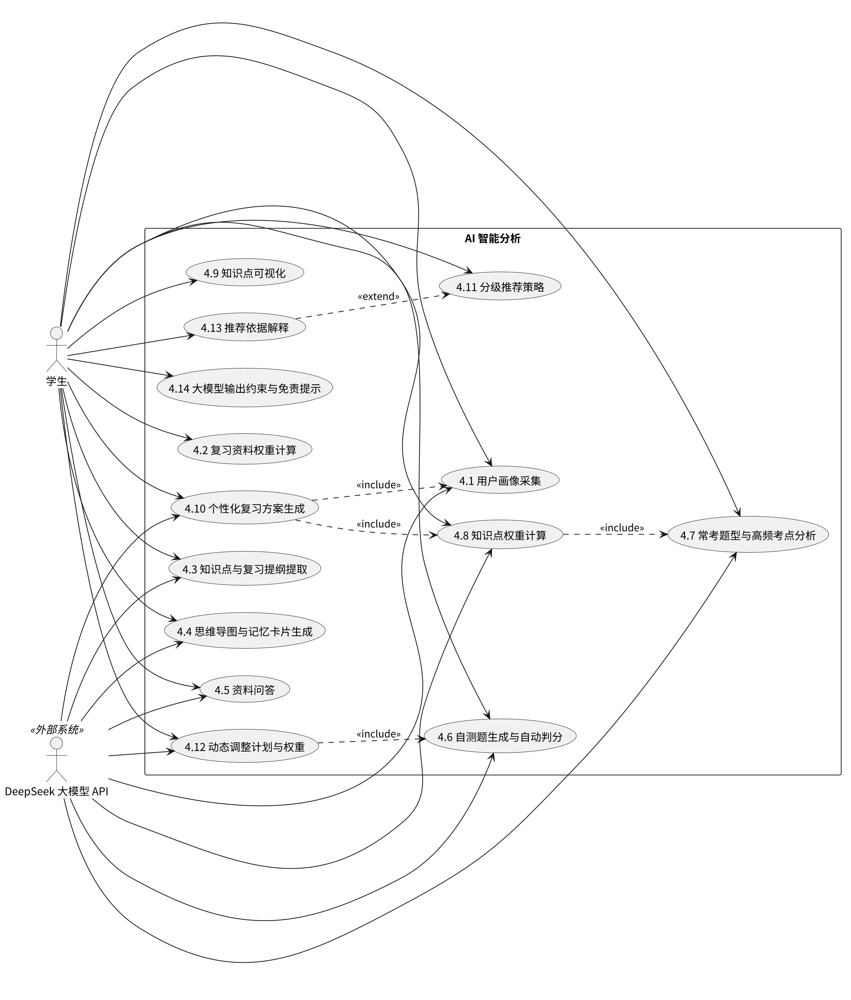 AI 智能分析
4.9 知识点可视化
4.11 分级推荐策略
«extend»
4.13 推荐依据解释
学生
4.14 大模型输出约束与免责提示
4.2 复习资料权重计算
4.1 用户画像采集
«include»
4.10 个性化复习方案生成
«include»
4.8 知识点权重计算
«include»
4.7 常考题型与高频考点分析
4.3 知识点与复习提纲提取
4.4 思维导图与记忆卡片生成
4.5 资料问答
«外部系统»
DeepSeek 大模型 API
4.12 动态调整计划与权重
«include»
4.6 自测题生成与自动判分